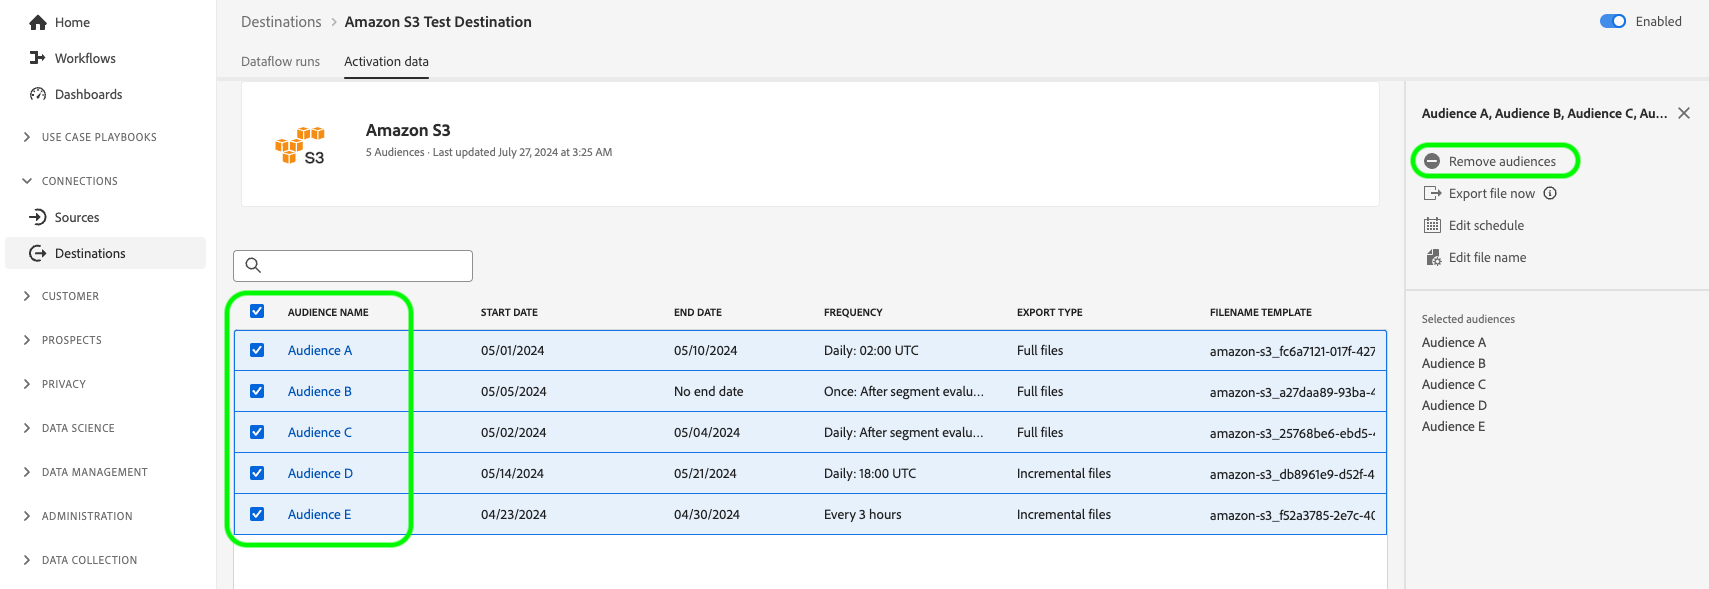 Home
Workflows
Dashboards
USE CASE PLAYBOOKS
CONNECTIONS
Sources
Destinations
CUSTOMER
PROSPECTS
PRIVACY
DATA SCIENCE
DATA MANAGEMENT
ADMINISTRATION
DATA COLLECTION
Destinations > Amazon S3 Test Destination
Enabled
Dataflow runs Activation data
S3
Amazon S3
5 Audiences · Last updated July 27, 2024 at 3:25 AM
AUDIENCE NAME START DATE END DATE FREQUENCY EXPORT TYPE FILENAME TEMPLATE
Audience A 05/01/2024 05/10/2024 Daily: 02:00 UTC Full files amazon-s3_fc6a7121-017f-427
Audience B 05/05/2024 No end date Once: After segment evalu... Full files amazon-s3_a27daa89-93ba-4
Audience C 05/02/2024 05/04/2024 Daily: After segment evalu... Full files amazon-s3_25768be6-ebd5-
Audience D 05/14/2024 05/21/2024 Daily: 18:00 UTC Incremental files amazon-s3_db8961e9-d52f-4
Audience E 04/23/2024 04/30/2024 Every 3 hours Incremental files amazon-s3_f52a3785-2e7c-40
Audience A, Audience B, Audience C, Au...
Remove audiences
Export file now
Edit schedule
Edit file name
Selected audiences
Audience A
Audience B
Audience C
Audience D
Audience E